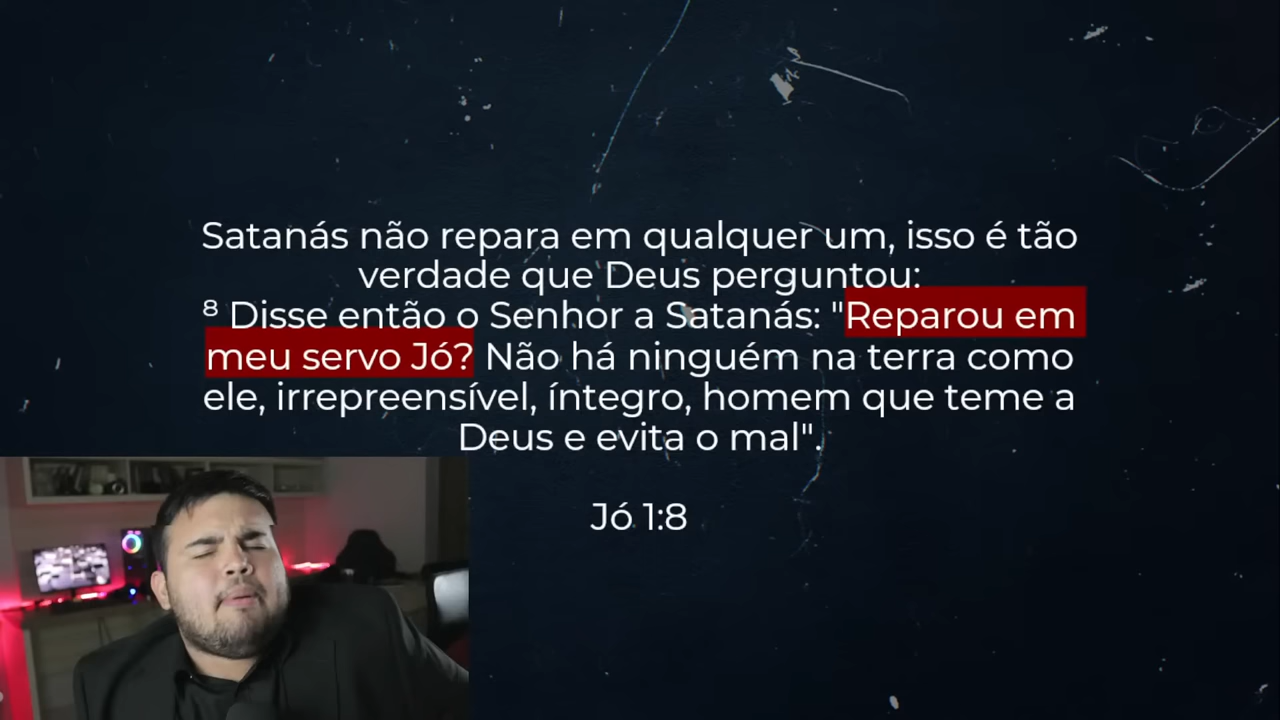 Satanás não repara em qualquer um, isso é tão
verdade que Deus perguntou:
⁸ Disse então o Senhor a Satanás: "Reparou em
meu servo Jó? Não há ninguém na terra como
ele, irrepreensível, íntegro, homem que teme a
Deus e evita o mal".
Jó 1:8